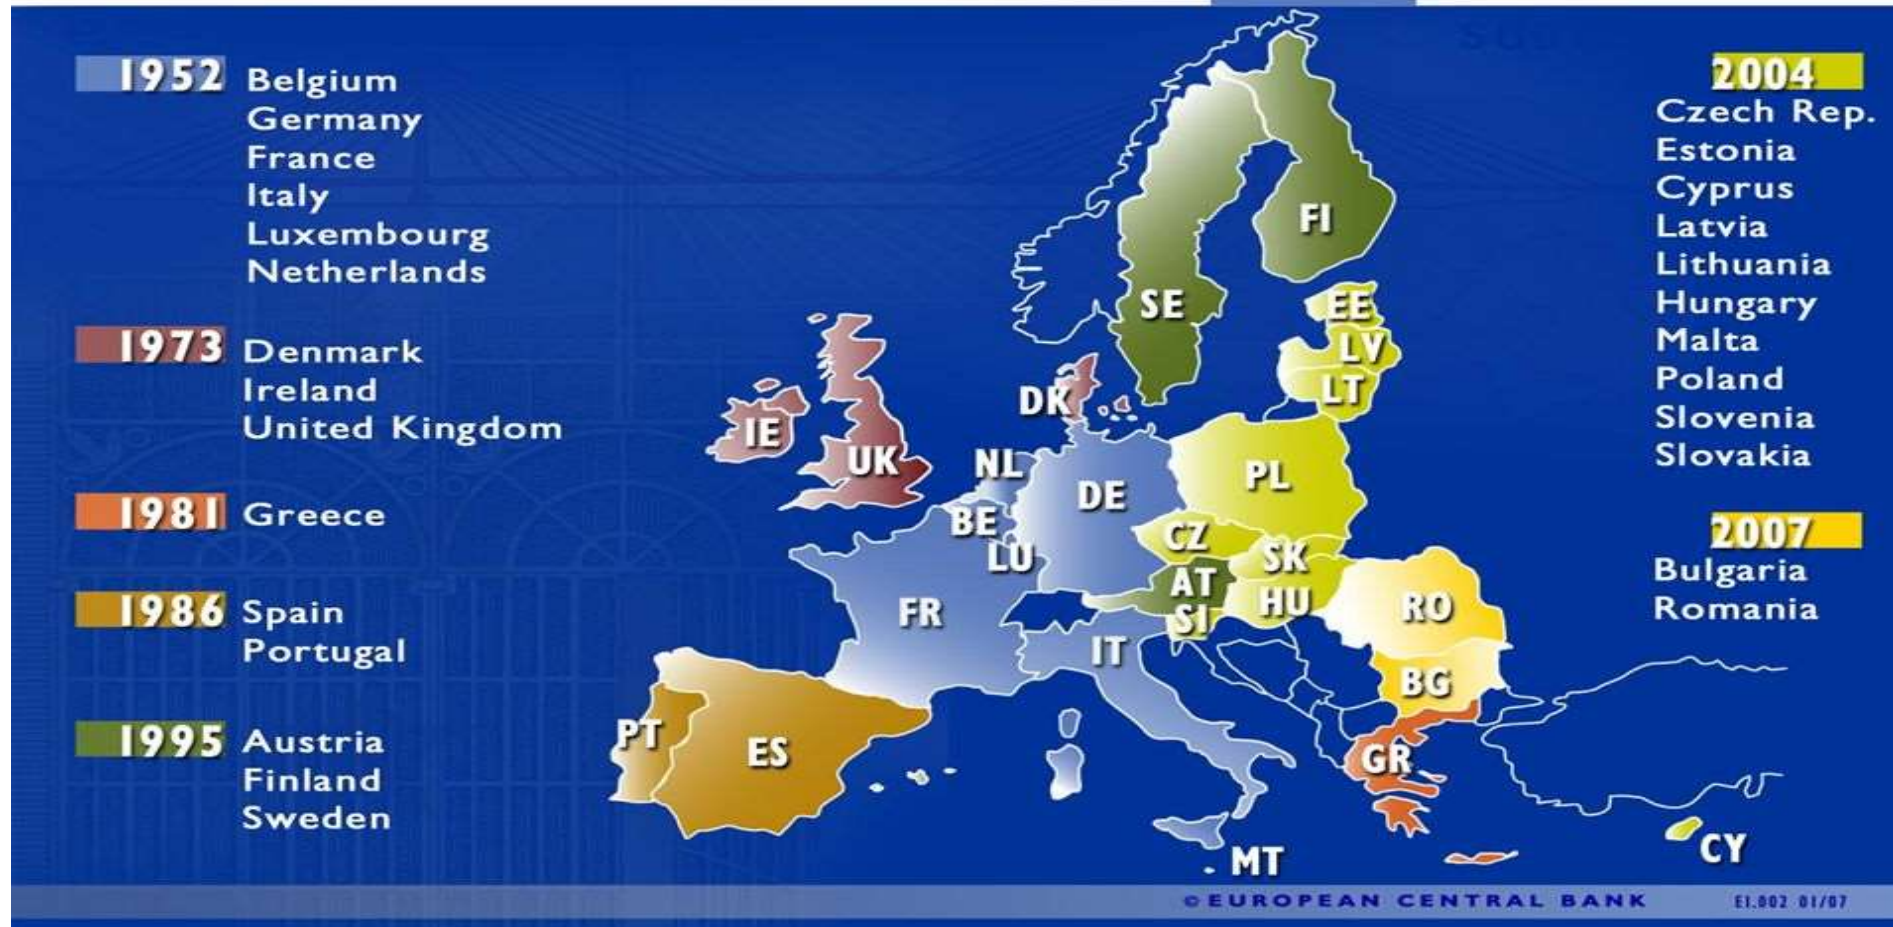 1952
Belgium
Germany
France
Italy
Luxembourg
Netherlands
1973
Denmark
Ireland
United Kingdom
1981
Greece
1986
Spain
Portugal
1995
Austria
Finland
Sweden
FI
SE
EE
LV
LT
DK
IE
UK
NL
DE
PL
BE
LU
CZ
SK
AT
HU
SI
FR
IT
RO
BG
PT
ES
GR
MT
CY
2004
Czech Rep.
Estonia
Cyprus
Latvia
Lithuania
Hungary
Malta
Poland
Slovenia
Slovakia
2007
Bulgaria
Romania
© EUROPEAN CENTRAL BANK
EI.002 01/07